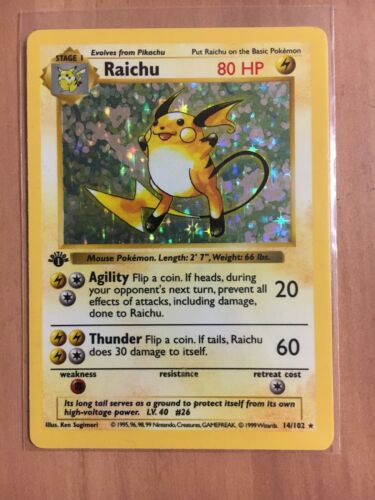 Evolves from Pikachu
Put Raichu on the Basic Pokémon
STAGE 1
Raichu
80 HP
Mouse Pokémon. Length: 2' 7", Weight: 66 lbs.
Edition
1
Agility Flip a coin. If heads, during
your opponent's next turn, prevent all
effects of attacks, including damage,
done to Raichu.
20
Thunder Flip a coin. If tails, Raichu
does 30 damage to itself.
60
weakness
resistance
retreat cost
Its long tail serves as a ground to protect itself from its own
high-voltage power. LV. 40 #26
Illus. Ken Sugimori
© 1995, 96, 98, 99 Nintendo, Creatures, GAMEFREAK. © 1999 Wizards.
14/102 ★